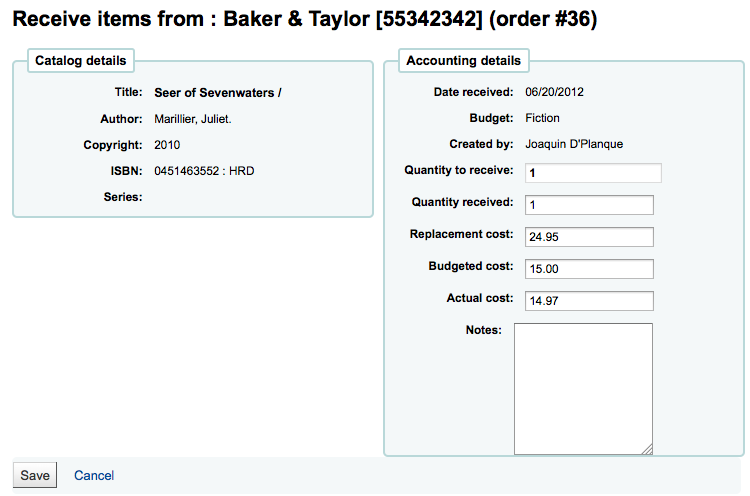 Receive items from : Baker & Taylor [55342342] (order #36)
Catalog details
Title: Seer of Sevenwaters /
Author: Marillier, Juliet.
Copyright: 2010
ISBN: 0451463552 : HRD
Series:
Accounting details
Date received: 06/20/2012
Budget: Fiction
Created by: Joaquin D'Planque
Quantity to receive: 1
Quantity received: 1
Replacement cost: 24.95
Budgeted cost: 15.00
Actual cost: 14.97
Notes:
Save Cancel